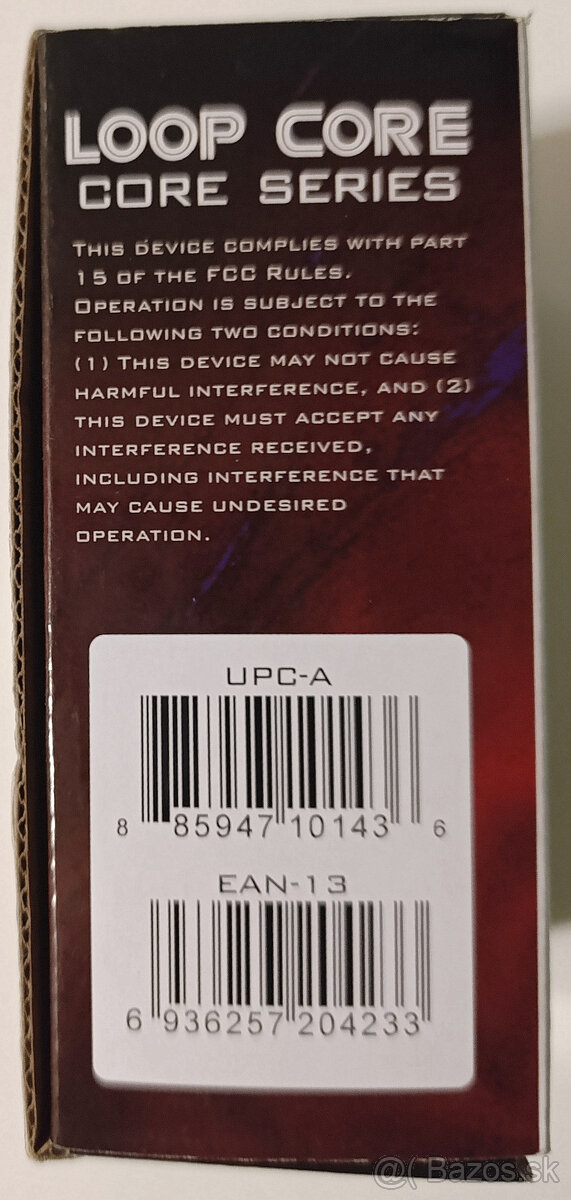 LOOP CORE
CORE SERIES
THIS DEVICE COMPLIES WITH PART
15 OF THE FCC RULES.
OPERATION IS SUBJECT TO THE
FOLLOWING TWO CONDITIONS:
(1) THIS DEVICE MAY NOT CAUSE
HARMFUL INTERFERENCE, AND (2)
THIS DEVICE MUST ACCEPT ANY
INTERFERENCE RECEIVED,
INCLUDING INTERFERENCE THAT
MAY CAUSE UNDESIRED
OPERATION.
UPC-A
8 85947 10143 6
EAN-13
6 936257 204233
@( Bazos.sk